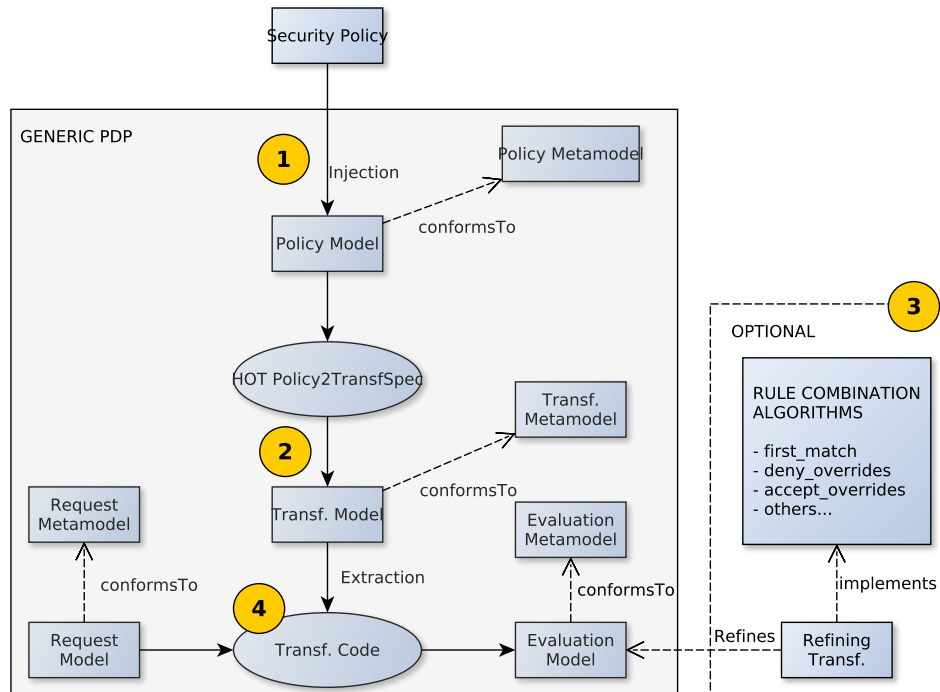 Security Policy
GENERIC PDP
1
Injection
Policy Metamodel
conformsTo
Policy Model
HOT Policy2TransfSpec
2
Transf.
Metamodel
conformsTo
Transf. Model
Request
Metamodel
conformsTo
Extraction
Evaluation
Metamodel
conformsTo
4
Request
Model
Transf. Code
Evaluation
Model
3
OPTIONAL
RULE COMBINATION
ALGORITHMS
- first_match
- deny_overrides
- accept_overrides
- others...
implements
Refines
Refining
Transf.